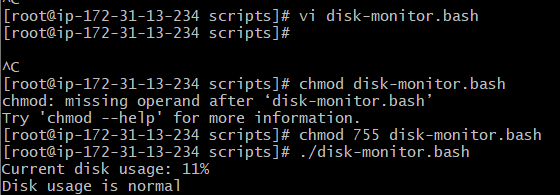 ^C
[root@ip-172-31-13-234 scripts]# vi disk-monitor.bash
[root@ip-172-31-13-234 scripts]#
^C
[root@ip-172-31-13-234 scripts]# chmod disk-monitor.bash
chmod: missing operand after ‘disk-monitor.bash’
Try 'chmod --help' for more information.
[root@ip-172-31-13-234 scripts]# chmod 755 disk-monitor.bash
[root@ip-172-31-13-234 scripts]# ./disk-monitor.bash
Current disk usage: 11%
Disk usage is normal